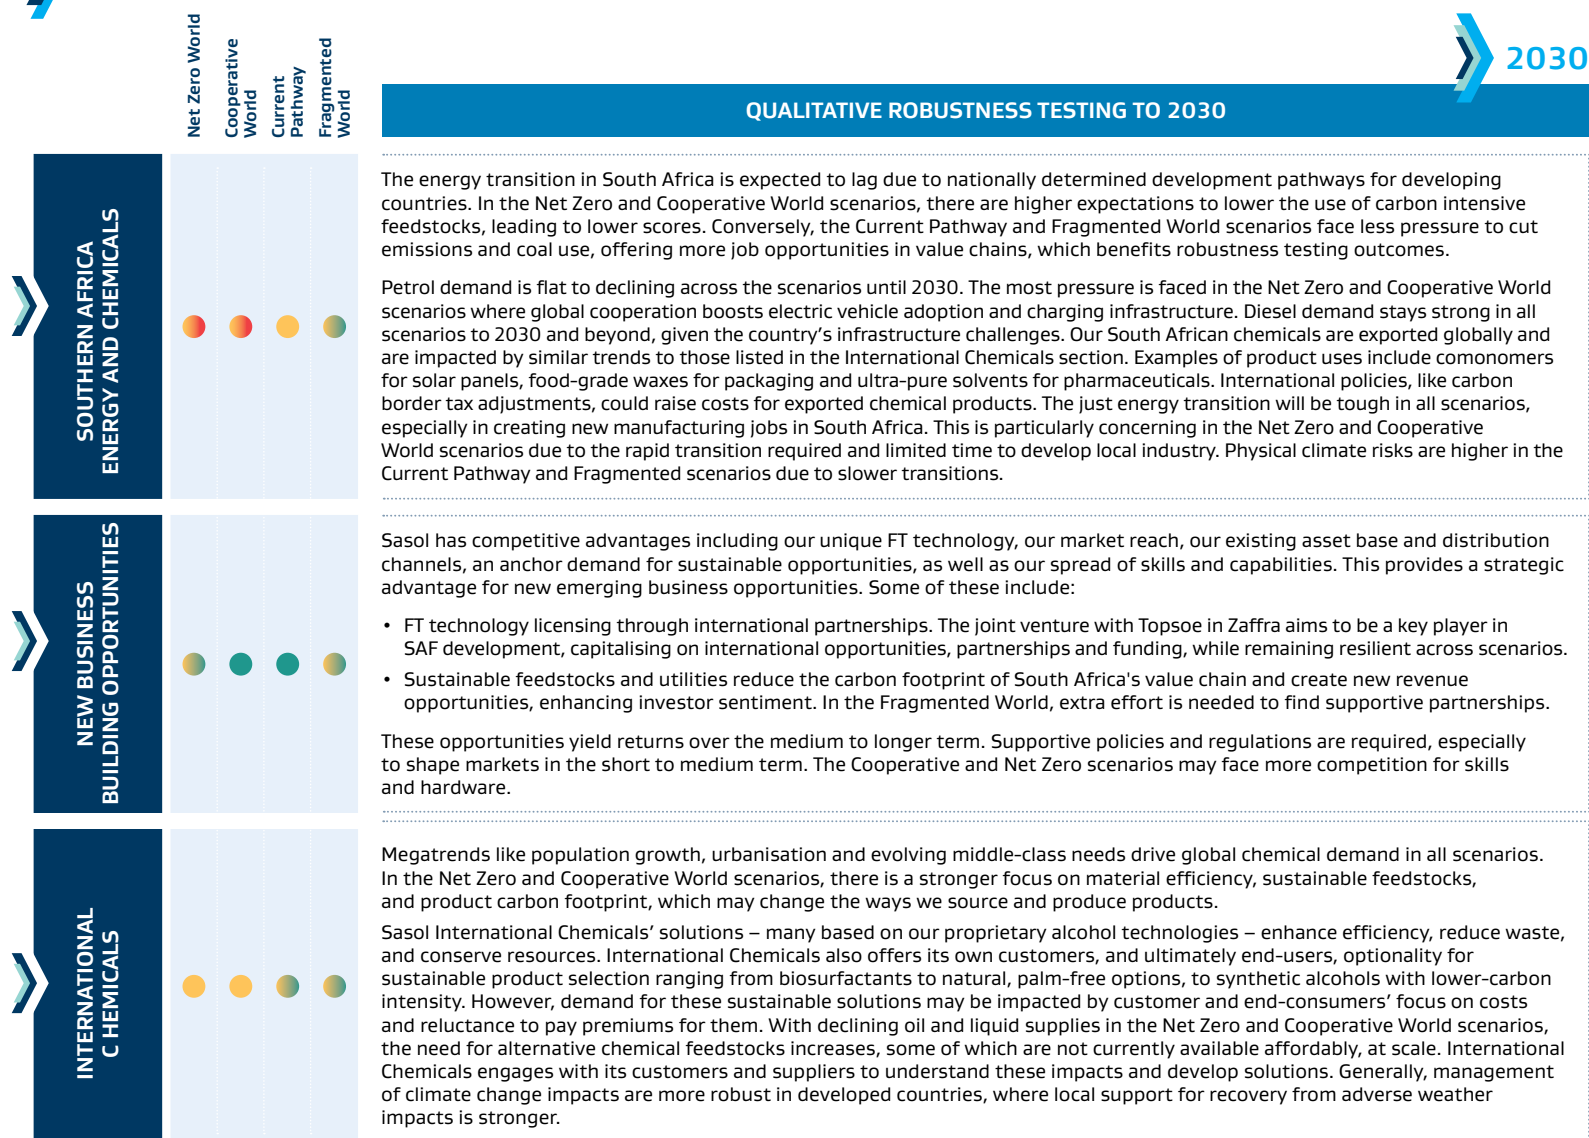 Net Zero World
Cooperative
World
Current
Pathway
Fragmented
World
2030
QUALITATIVE ROBUSTNESS TESTING TO 2030
SOUTHERN AFRICA
ENERGY AND CHEMICALS
The energy transition in South Africa is expected to lag due to nationally determined development pathways for developing
countries. In the Net Zero and Cooperative World scenarios, there are higher expectations to lower the use of carbon intensive
feedstocks, leading to lower scores. Conversely, the Current Pathway and Fragmented World scenarios face less pressure to cut
emissions and coal use, offering more job opportunities in value chains, which benefits robustness testing outcomes.
Petrol demand is flat to declining across the scenarios until 2030. The most pressure is faced in the Net Zero and Cooperative World
scenarios where global cooperation boosts electric vehicle adoption and charging infrastructure. Diesel demand stays strong in all
scenarios to 2030 and beyond, given the country's infrastructure challenges. Our South African chemicals are exported globally and
are impacted by similar trends to those listed in the International Chemicals section. Examples of product uses include comonomers
for solar panels, food-grade waxes for packaging and ultra-pure solvents for pharmaceuticals. International policies, like carbon
border tax adjustments, could raise costs for exported chemical products. The just energy transition will be tough in all scenarios,
especially in creating new manufacturing jobs in South Africa. This is particularly concerning in the Net Zero and Cooperative
World scenarios due to the rapid transition required and limited time to develop local industry. Physical climate risks are higher in the
Current Pathway and Fragmented scenarios due to slower transitions.
NEW BUSINESS
BUILDING OPPORTUNITIES
Sasol has competitive advantages including our unique FT technology, our market reach, our existing asset base and distribution
channels, an anchor demand for sustainable opportunities, as well as our spread of skills and capabilities. This provides a strategic
advantage for new emerging business opportunities. Some of these include:
• FT technology licensing through international partnerships. The joint venture with Topsoe in Zaffra aims to be a key player in
SAF development, capitalising on international opportunities, partnerships and funding, while remaining resilient across scenarios.
• Sustainable feedstocks and utilities reduce the carbon footprint of South Africa's value chain and create new revenue
opportunities, enhancing investor sentiment. In the Fragmented World, extra effort is needed to find supportive partnerships.
These opportunities yield returns over the medium to longer term. Supportive policies and regulations are required, especially
to shape markets in the short to medium term. The Cooperative and Net Zero scenarios may face more competition for skills
and hardware.
INTERNATIONAL
C HEMICALS
Megatrends like population growth, urbanisation and evolving middle-class needs drive global chemical demand in all scenarios.
In the Net Zero and Cooperative World scenarios, there is a stronger focus on material efficiency, sustainable feedstocks,
and product carbon footprint, which may change the ways we source and produce products.
Sasol International Chemicals' solutions – many based on our proprietary alcohol technologies – enhance efficiency, reduce waste,
and conserve resources. International Chemicals also offers its own customers, and ultimately end-users, optionality for
sustainable product selection ranging from biosurfactants to natural, palm-free options, to synthetic alcohols with lower-carbon
intensity. However, demand for these sustainable solutions may be impacted by customer and end-consumers' focus on costs
and reluctance to pay premiums for them. With declining oil and liquid supplies in the Net Zero and Cooperative World scenarios,
the need for alternative chemical feedstocks increases, some of which are not currently available affordably, at scale. International
Chemicals engages with its customers and suppliers to understand these impacts and develop solutions. Generally, management
of climate change impacts are more robust in developed countries, where local support for recovery from adverse weather
impacts is stronger.